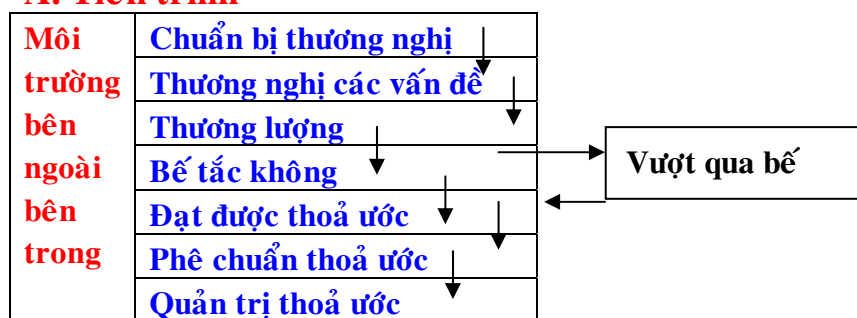 Môi
trường
bên
ngoài
bên
trong
Chuẩn bị thương nghị
Thương nghị các vấn đề
Thương lượng
Bế tắc không
Đạt được thoả ước
Phê chuẩn thoả ước
Quản trị thoả ước
Vượt qua bế